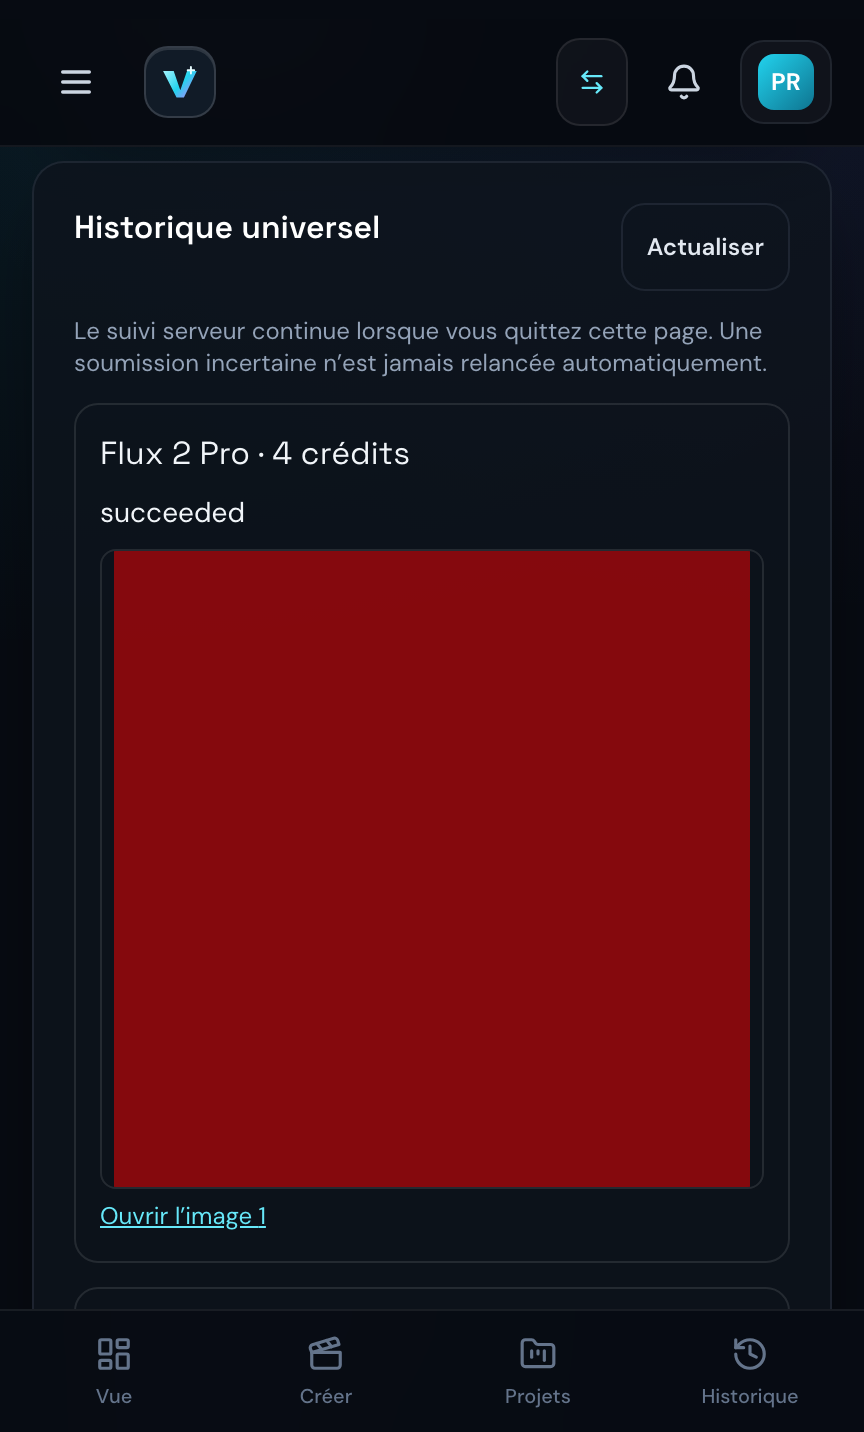 V
PR
Historique universel
Actualiser
Le suivi serveur continue lorsque vous quittez cette page. Une
soumission incertaine n’est jamais relancée automatiquement.
Flux 2 Pro · 4 crédits
succeeded
Ouvrir l’image 1
Vue
Créer
Projets
Historique